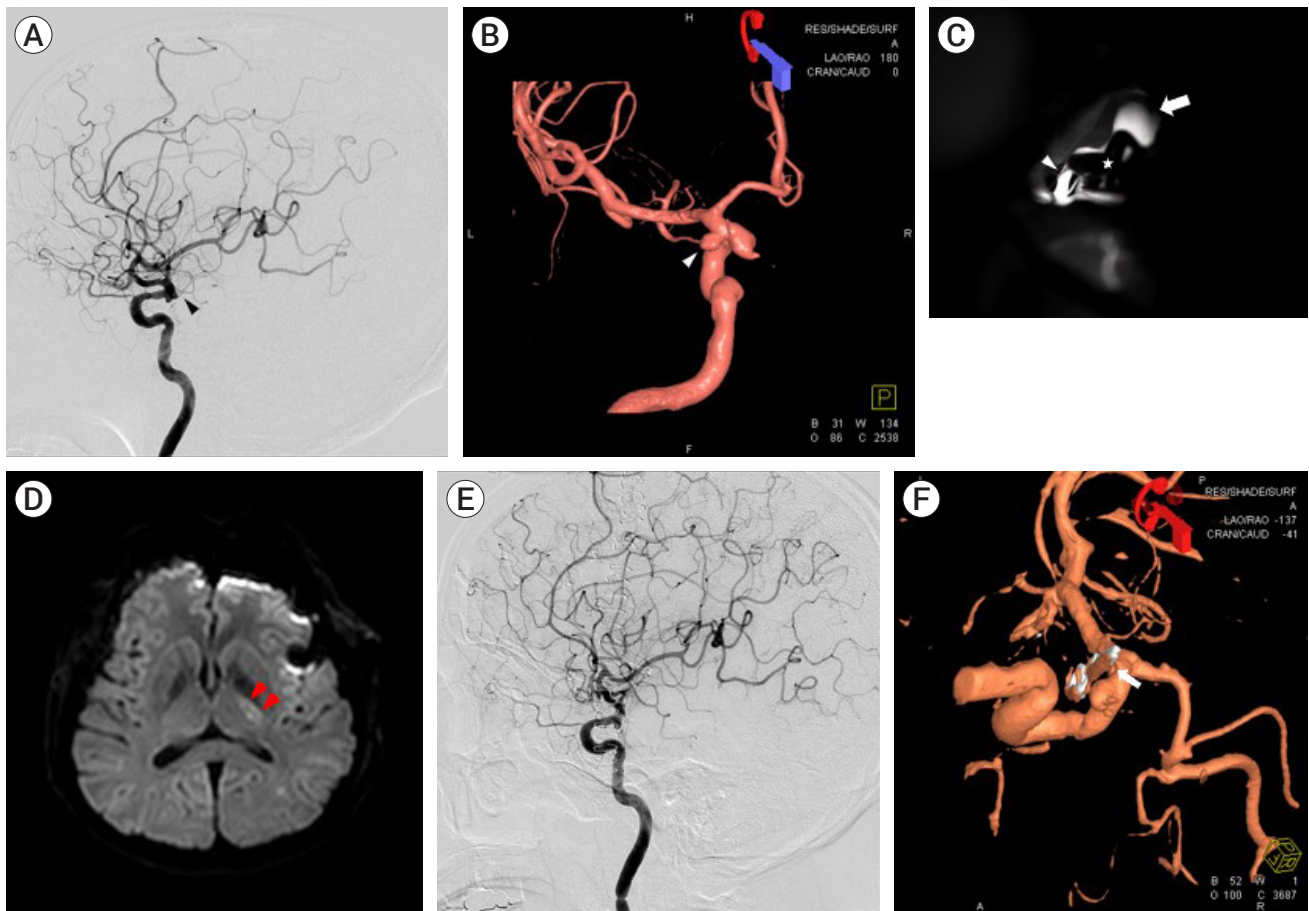 A
B
H
RES/SHADE/SURF
A
LAO/RAO 180
CRAN/CAUD 0
L
R
P
B 31 W 134
O 86 C 2538
F
C
D
E
F
P
RES/SHADE/SURF
A
LAO/RAO -137
CRAN/CAUD -41
B 52 W 1
O 100 C 3687
A
R